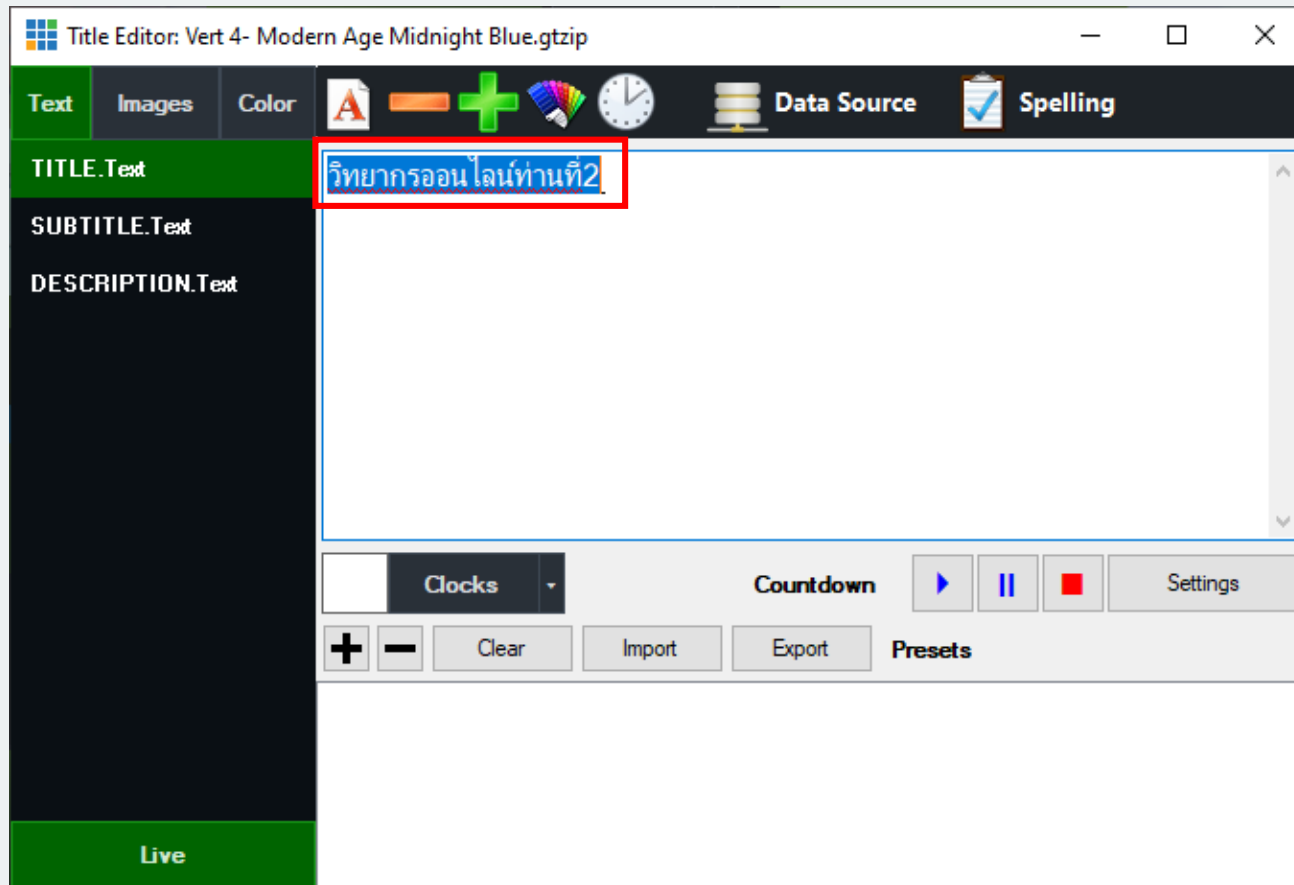 Title Editor: Vert 4- Modern Age Midnight Blue.gtzip
Text Images Color A Data Source Spelling
TITLE.Text
วิทยากรออนไลน์ท่านที่2
SUBTITLE.Text
DESCRIPTION.Text
Clocks Countdown Settings
Clear Import Export Presets
Live